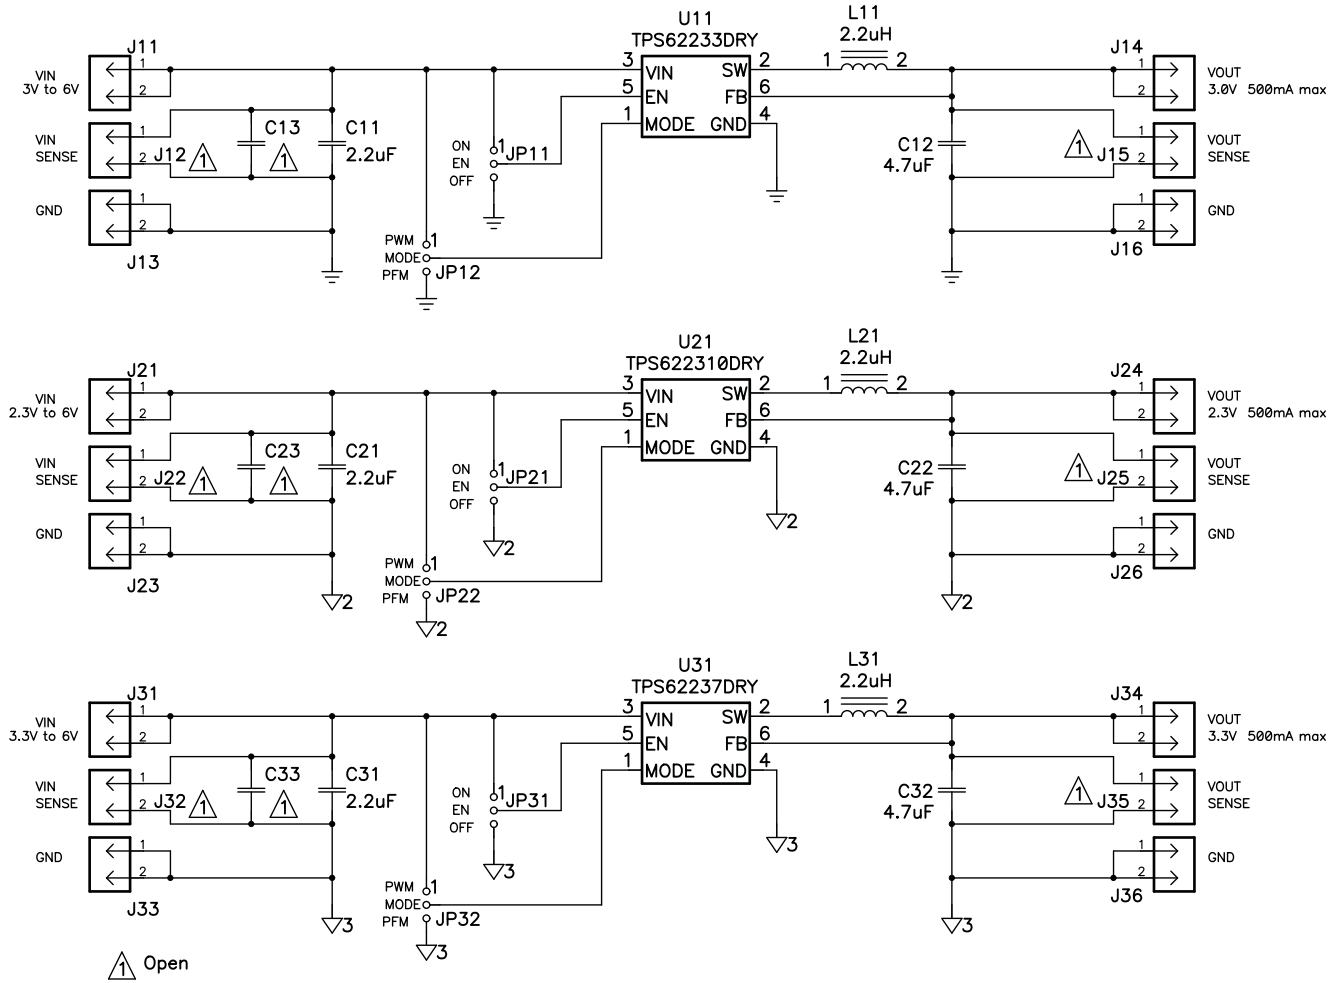 U11
TPS62233DRY
L11
2.2uH
J11
1
2
VIN
3V to 6V
VIN
SENSE
1
2
J12
1
C13
1
C11
2.2uF
GND
1
2
J13
ON
EN
OFF
1
JP11
PWM
MODE
PFM
1
JP12
3
VIN
5
EN
1
MODE
SW
2
FB
6
GND
4
1
2
C12
4.7uF
J14
1
2
VOUT
3.0V 500mA max
1
J15
1
2
VOUT
SENSE
1
2
J16
GND
U21
TPS622310DRY
L21
2.2uH
J21
1
2
VIN
2.3V to 6V
VIN
SENSE
1
2
J22
1
C23
1
C21
2.2uF
GND
1
2
J23
2
ON
EN
OFF
1
JP21
2
PWM
MODE
PFM
1
JP22
2
3
VIN
5
EN
1
MODE
SW
2
FB
6
GND
4
2
1
2
C22
4.7uF
2
J24
1
2
VOUT
2.3V 500mA max
1
J25
1
2
VOUT
SENSE
1
2
J26
GND
U31
TPS62237DRY
L31
2.2uH
J31
1
2
VIN
3.3V to 6V
VIN
SENSE
1
2
J32
1
C33
1
C31
2.2uF
GND
1
2
J33
3
ON
EN
OFF
1
JP31
3
PWM
MODE
PFM
1
JP32
3
3
VIN
5
EN
1
MODE
SW
2
FB
6
GND
4
3
1
2
C32
4.7uF
3
J34
1
2
VOUT
3.3V 500mA max
1
J35
1
2
VOUT
SENSE
1
2
J36
GND
1 Open